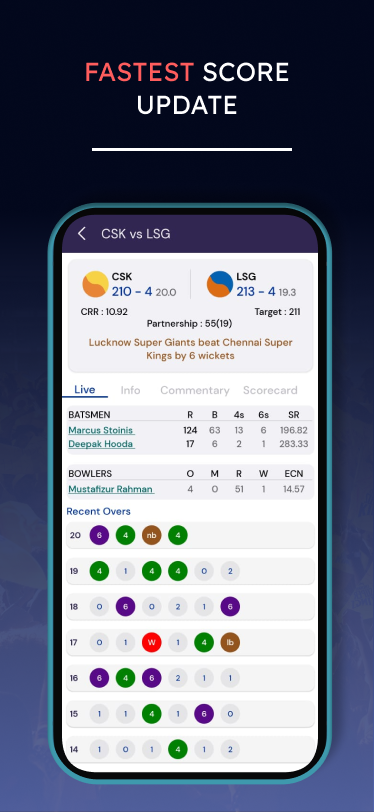 FASTEST SCORE
UPDATE
CSK vs LSG
CSK LSG
210 - 4 20.0 213 - 4 19.3
CRR : 10.92 Target : 211
Partnership : 55(19)
Lucknow Super Giants beat Chennai Super
Kings by 6 wickets
Live Info Commentary Scorecard
BATSMEN R B 4s 6s SR
Marcus Stoinis 124 63 13 6 196.82
Deepak Hooda 17 6 2 1 283.33
BOWLERS O M R W ECN
Mustafizur Rahman 4 0 51 1 14.57
Recent Overs
20 6 4 nb 4
19 4 1 4 4 0 2
18 0 6 0 2 1 6
17 0 1 W 1 4 lb
16 6 4 6 2 1 1
15 1 1 4 1 6 0
14 1 0 1 4 1 2